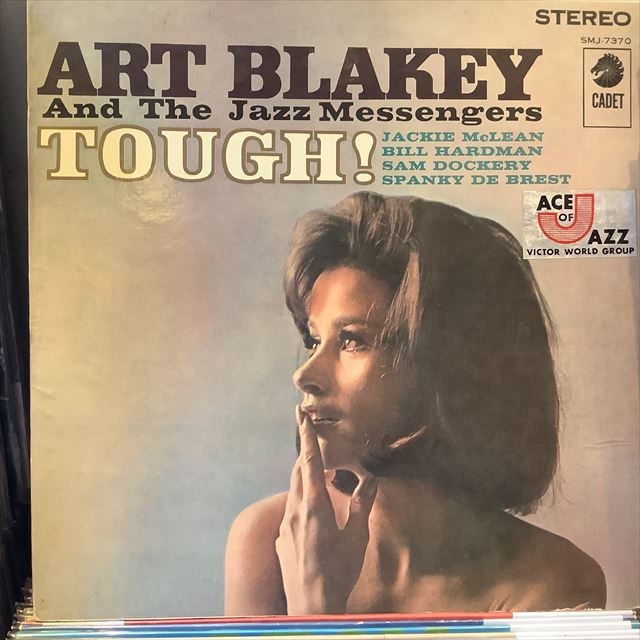 STEREO
SMJ-7370
ART BLAKEY
And The Jazz Messengers
TOUGH!
JACKIE McLEAN
BILL HARDMAN
SAM DOCKERY
SPANKY DE BREST
CADET
ACE
OF
JAZZ
VICTOR WORLD GROUP